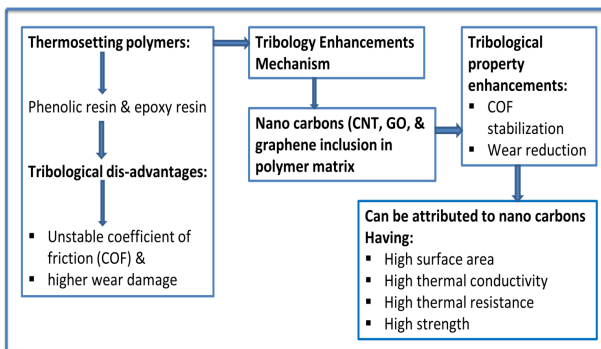 Thermosetting polymers:
Phenolic resin & epoxy resin
Tribological dis-advantages:
▪ Unstable coefficient of
friction (COF) &
▪ higher wear damage
Tribology Enhancements
Mechanism
Nano carbons (CNT, GO, &
graphene inclusion in
polymer matrix
Tribological
property
enhancements:
▪ COF
stabilization
▪ Wear reduction
Can be attributed to nano carbons
Having:
▪ High surface area
▪ High thermal conductivity
▪ High thermal resistance
▪ High strength